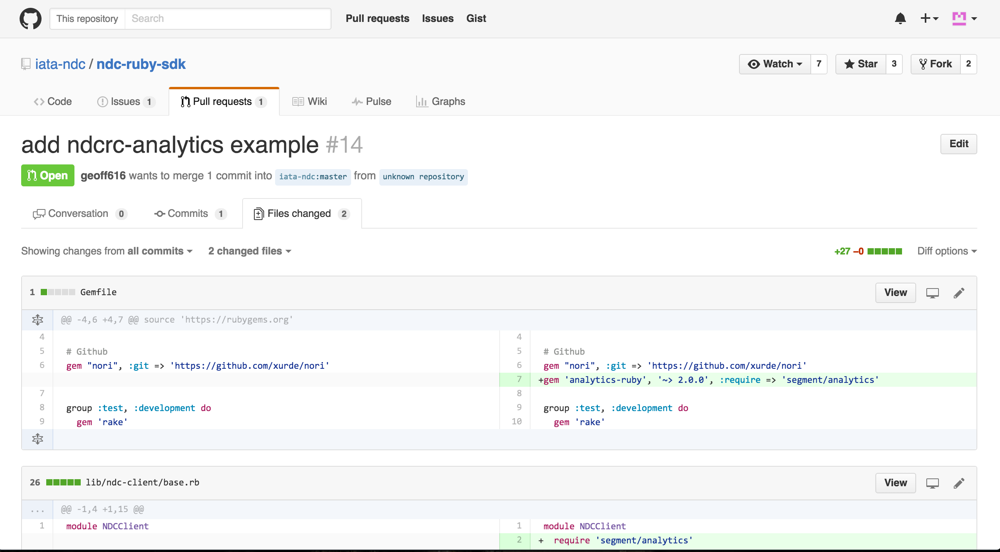 This repository Search Pull requests Issues Gist
iata-ndc / ndc-ruby-sdk Watch 7 Star 3 Fork 2
Code Issues 1 Pull requests 1 Wiki Pulse Graphs
add ndcrc-analytics example #14 Edit
Open geoff616 wants to merge 1 commit into iata-ndc:master from unknown repository
Conversation 0 Commits 1 Files changed 2
Showing changes from all commits 2 changed files +27 −0 Diff options
1 Gemfile View
@@ -4,6 +4,7 @@ source 'https://rubygems.org'
4 4
5 # Github 5 # Github
6 gem "nori", :git => 'https://github.com/xurde/nori' 6 gem "nori", :git => 'https://github.com/xurde/nori'
7 +gem 'analytics-ruby', '~> 2.0.0', :require => 'segment/analytics'
7 8
8 group :test, :development do 9 group :test, :development do
9 gem 'rake' 10 gem 'rake'
26 lib/ndc-client/base.rb View
... @@ -1,4 +1,15 @@
1 module NDCClient 1 module NDCClient
2 + require 'segment/analytics'